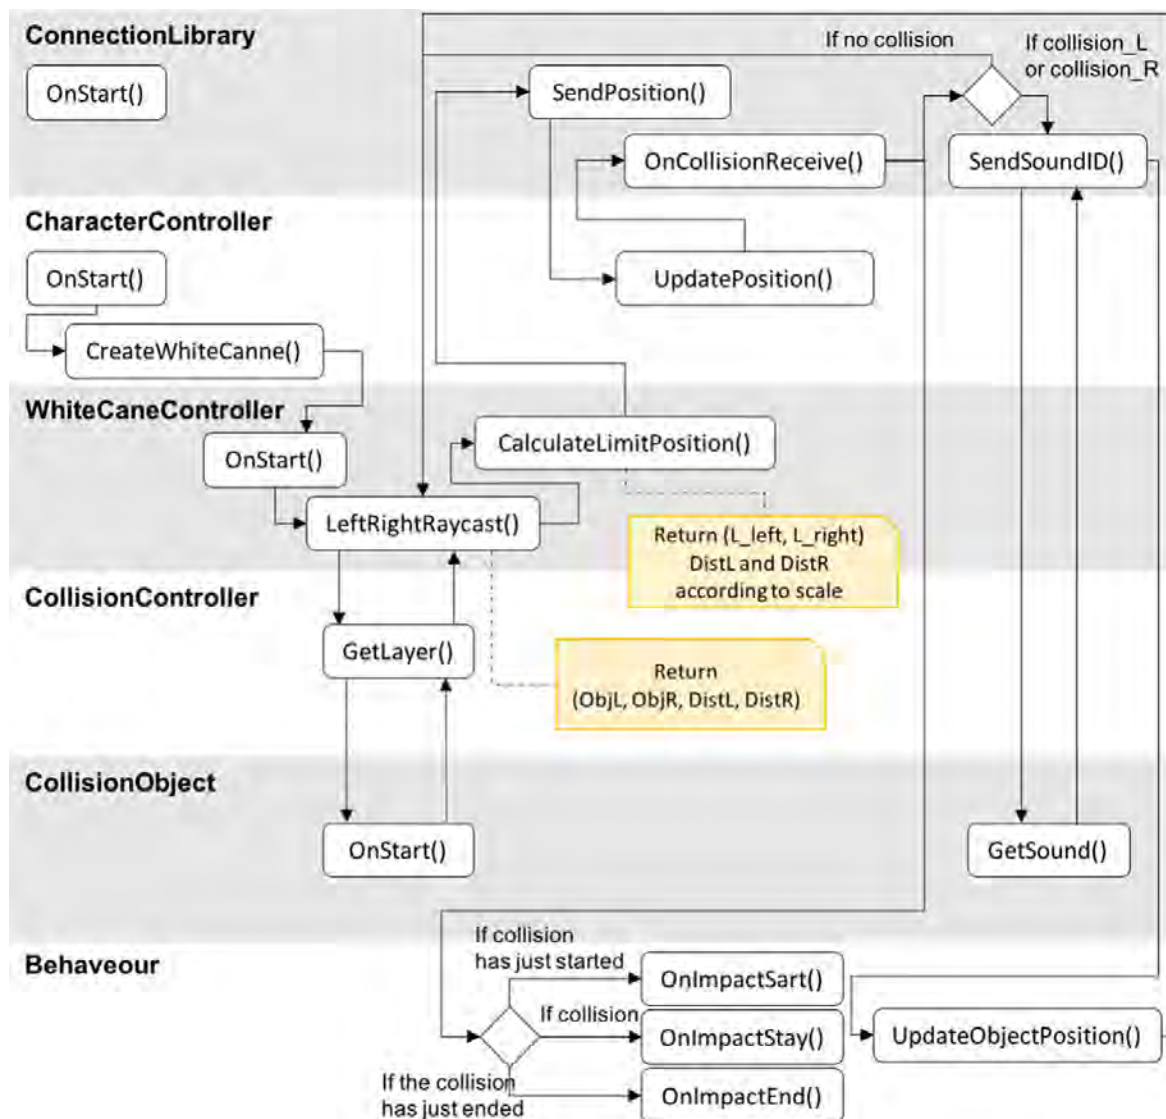 ConnectionLibrary
If no collision
If collision_L
or collision_R
OnStart()
SendPosition()
OnCollisionReceive()
SendSoundID()
CharacterController
OnStart()
UpdatePosition()
CreateWhiteCanne()
WhiteCaneController
OnStart()
CalculateLimitPosition()
LeftRightRaycast()
Return (L_left, L_right)
DistL and DistR
according to scale
CollisionController
GetLayer()
Return
(ObjL, ObjR, DistL, DistR)
CollisionObject
OnStart()
GetSound()
Behaveour
If collision
has just started
OnImpactSart()
If collision
OnImpactStay()
UpdateObjectPosition()
If the collision
has just ended
OnImpactEnd()